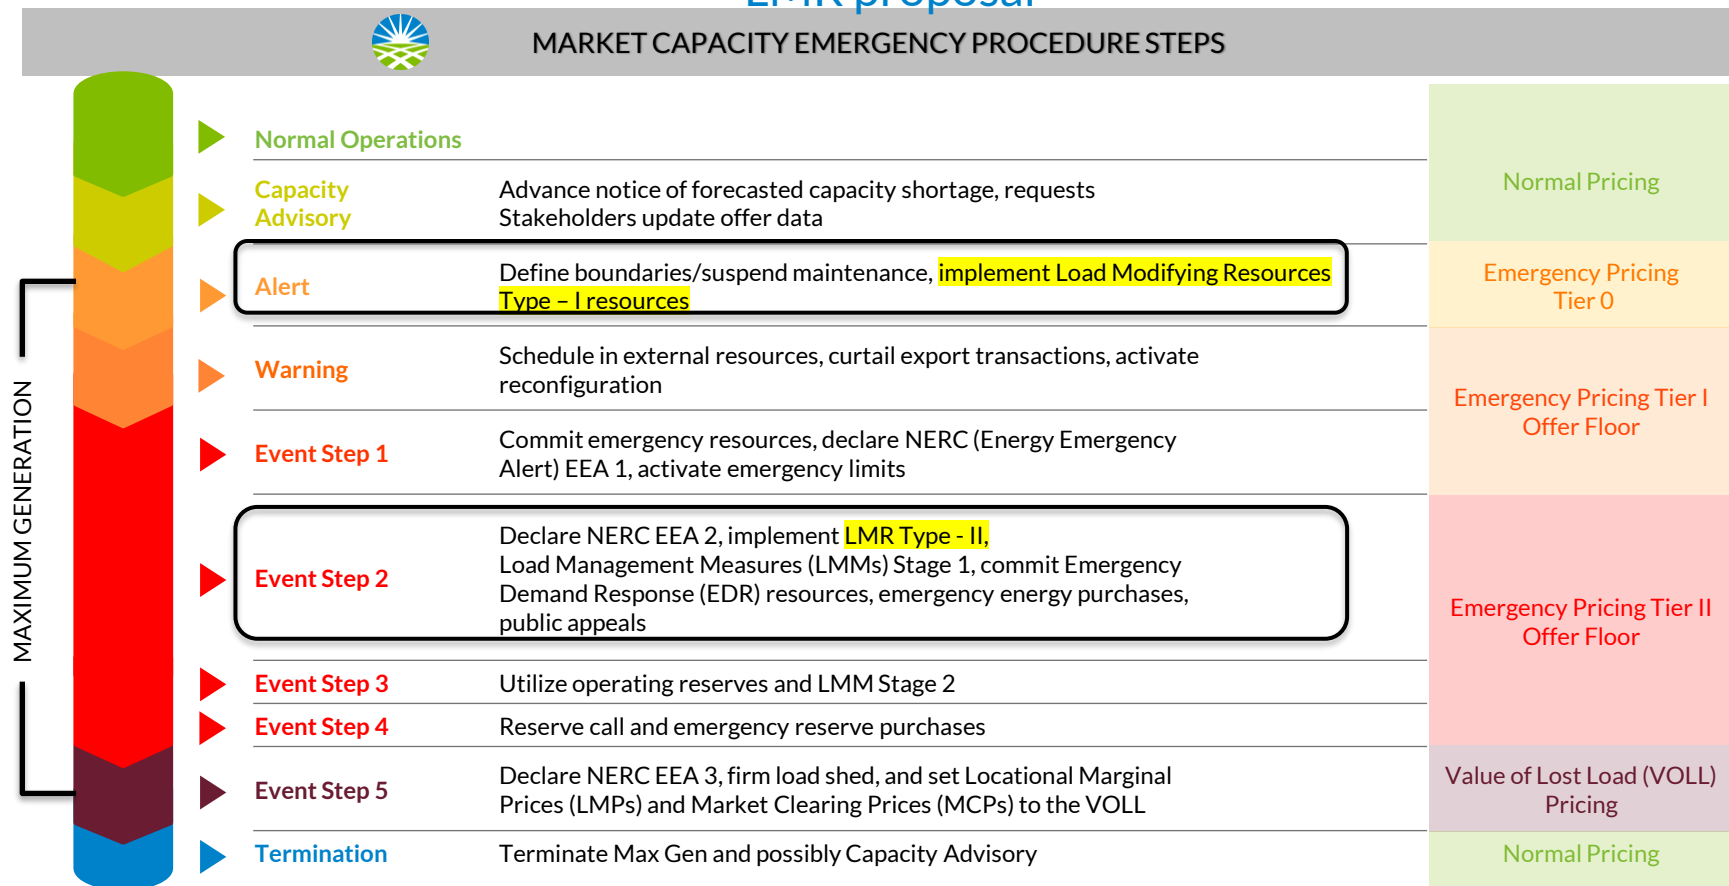 LMR proposal
MARKET CAPACITY EMERGENCY PROCEDURE STEPS
Normal Operations
Capacity
Advisory
Advance notice of forecasted capacity shortage, requests
Stakeholders update offer data
Normal Pricing
Alert
Define boundaries/suspend maintenance, implement Load Modifying Resources
Type – I resources
Emergency Pricing
Tier 0
Warning
Schedule in external resources, curtail export transactions, activate
reconfiguration
Emergency Pricing Tier I
Offer Floor
Event Step 1
Commit emergency resources, declare NERC (Energy Emergency
Alert) EEA 1, activate emergency limits
MAXIMUM GENERATION
Event Step 2
Declare NERC EEA 2, implement LMR Type - II,
Load Management Measures (LMMs) Stage 1, commit Emergency
Demand Response (EDR) resources, emergency energy purchases,
public appeals
Emergency Pricing Tier II
Offer Floor
Event Step 3
Utilize operating reserves and LMM Stage 2
Event Step 4
Reserve call and emergency reserve purchases
Event Step 5
Declare NERC EEA 3, firm load shed, and set Locational Marginal
Prices (LMPs) and Market Clearing Prices (MCPs) to the VOLL
Value of Lost Load (VOLL)
Pricing
Termination
Terminate Max Gen and possibly Capacity Advisory
Normal Pricing